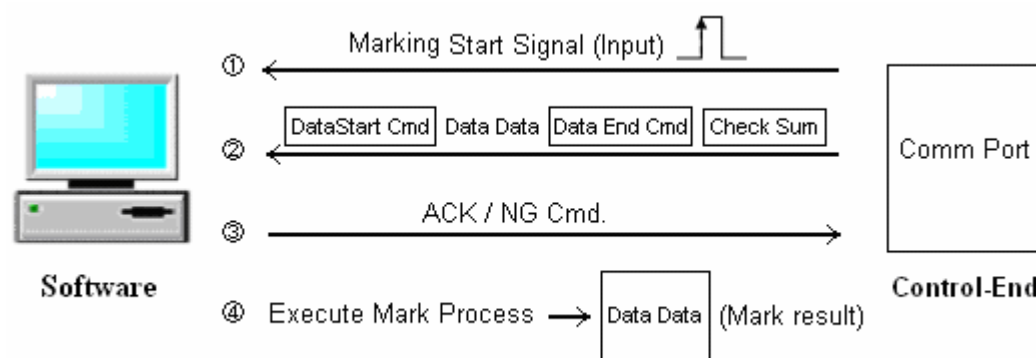 ① Marking Start Signal (Input)
② DataStart Cmd Data Data Data End Cmd Check Sum
Comm Port
③ ACK / NG Cmd.
Software
Control-End
④ Execute Mark Process Data Data (Mark result)